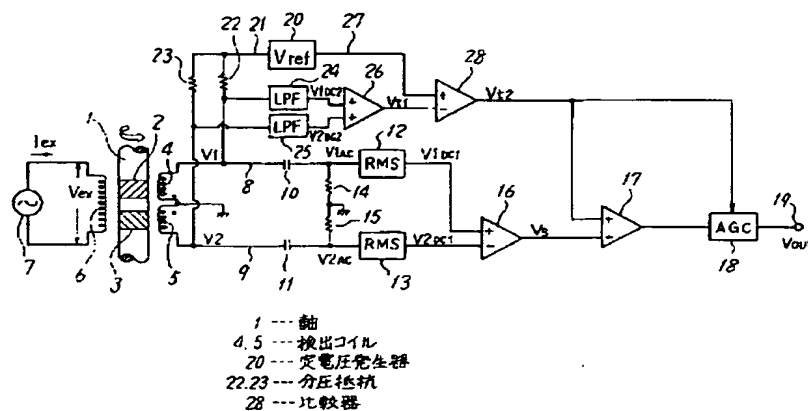 20
27
23
22
21
Vref
28
24
26
1
2
LPF
V1DC2
Vt1
Vt2
LPF
V2DC2
12
Iex
4
V1
25
V1AC
RMS
V1DC1
8
10
14
16
17
Vex
15
Vs
19
AGC
V2
V2AC
RMS
V2DC1
18
Vout
7
6
3
5
9
11
13
1 --- 軸
4.5 --- 検出コイル
20 --- 定電圧発生器
22.23 --- 分圧抵抗
28 --- 比較器